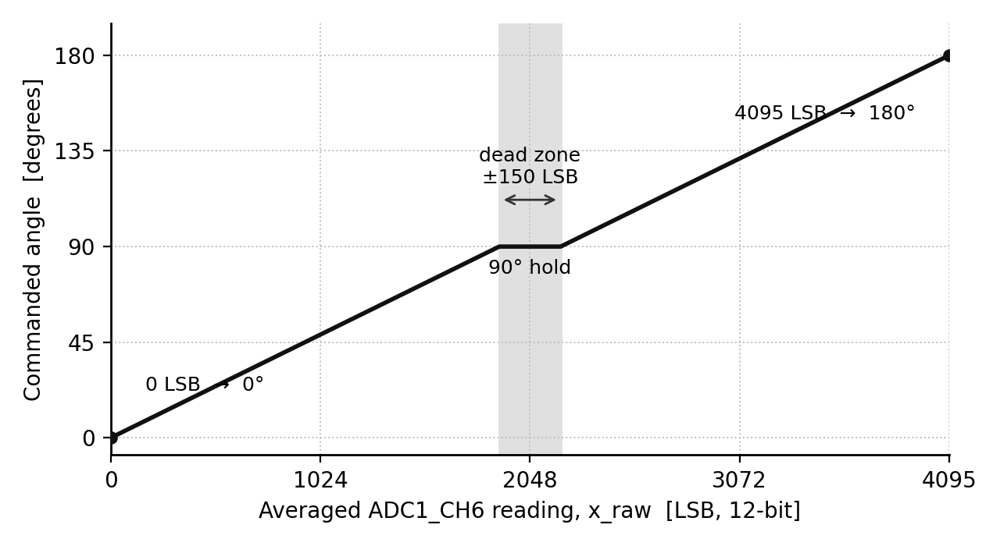 180
135
90
45
0
Commanded angle  [degrees]
4095 LSB  →  180°
dead zone
±150 LSB
90° hold
0 LSB  →  0°
0
1024
2048
3072
4095
Averaged ADC1_CH6 reading, x_raw  [LSB, 12-bit]